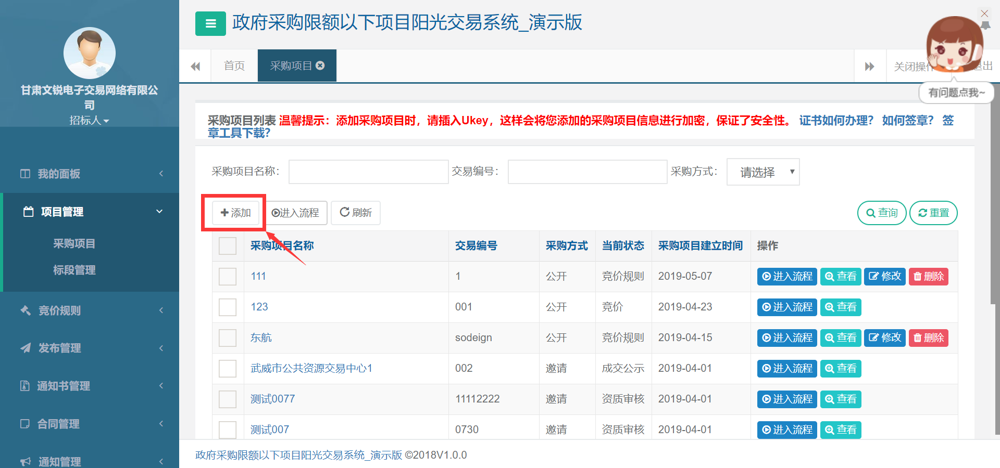 政府采购限额以下项目阳光交易系统_演示版
甘肃文锐电子交易网络有限公
司
招标人
我的面板
项目管理
采购项目
标段管理
竞价规则
发布管理
通知书管理
合同管理
通知管理
首页
采购项目
关闭操作
退出
有问题点我~
采购项目列表 温馨提示：添加采购项目时，请插入Ukey，这样会将您添加的采购项目信息进行加密，保证了安全性。 证书如何办理？ 如何签章？ 签
章工具下载？
采购项目名称： 交易编号： 采购方式： 请选择
添加 进入流程 刷新 查询 重置
采购项目名称 交易编号 采购方式 当前状态 采购项目建立时间 操作
111 1 公开 竞价规则 2019-05-07 进入流程 查看 修改 删除
123 001 公开 竞价 2019-04-23 进入流程 查看
东航 sodeign 公开 竞价规则 2019-04-15 进入流程 查看 修改 删除
武威市公共资源交易中心1 002 邀请 成交公示 2019-04-01 进入流程 查看
测试0077 11112222 邀请 资质审核 2019-04-01 进入流程 查看
测试007 0730 邀请 资质审核 2019-04-01 进入流程 查看
政府采购限额以下项目阳光交易系统_演示版 ©2018V1.0.0